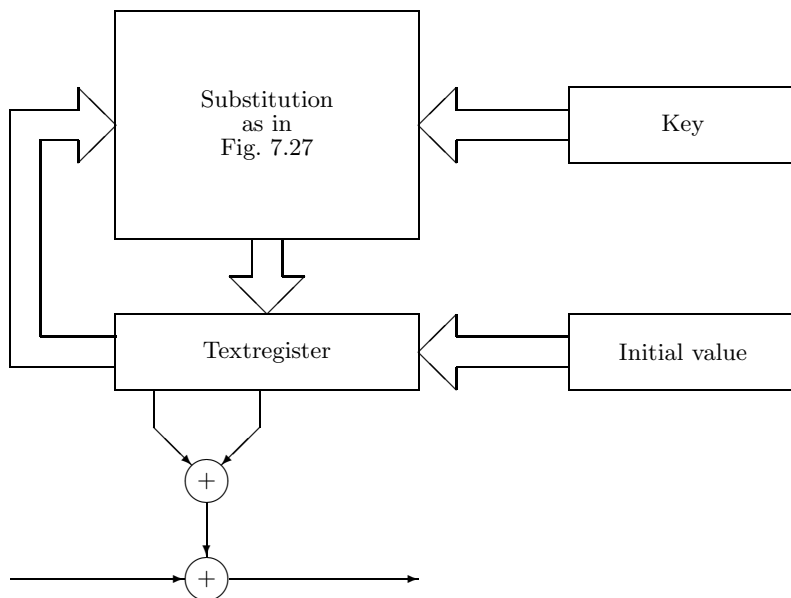 Substitution
as in
Fig. 7.27
Key
Textregister
Initial value
+
+